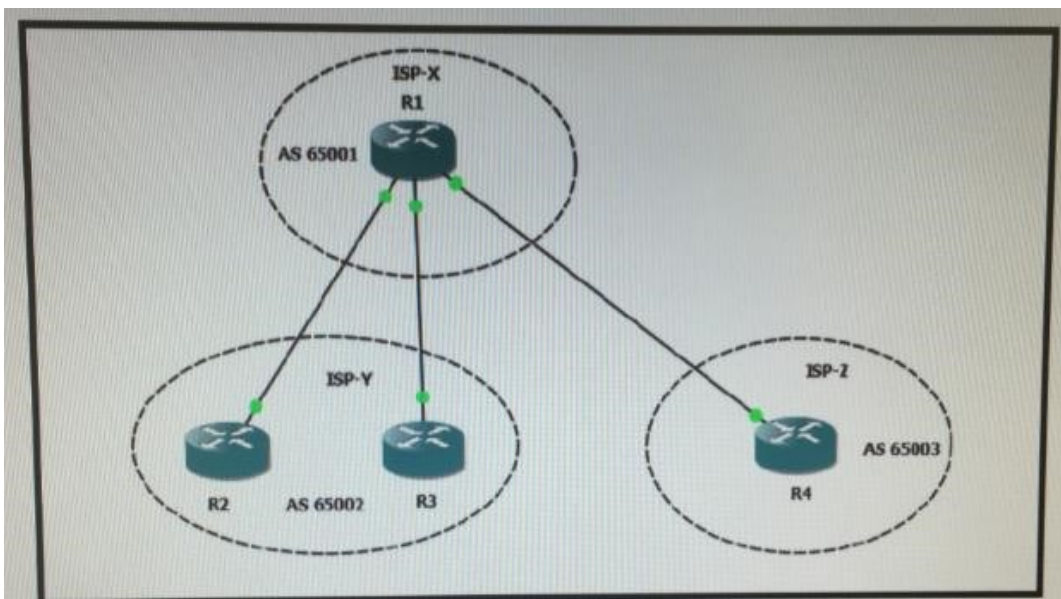 ISP-X
R1
AS 65001
ISP-Y
ISP-Z
AS 65003
R2
AS 65002
R3
R4